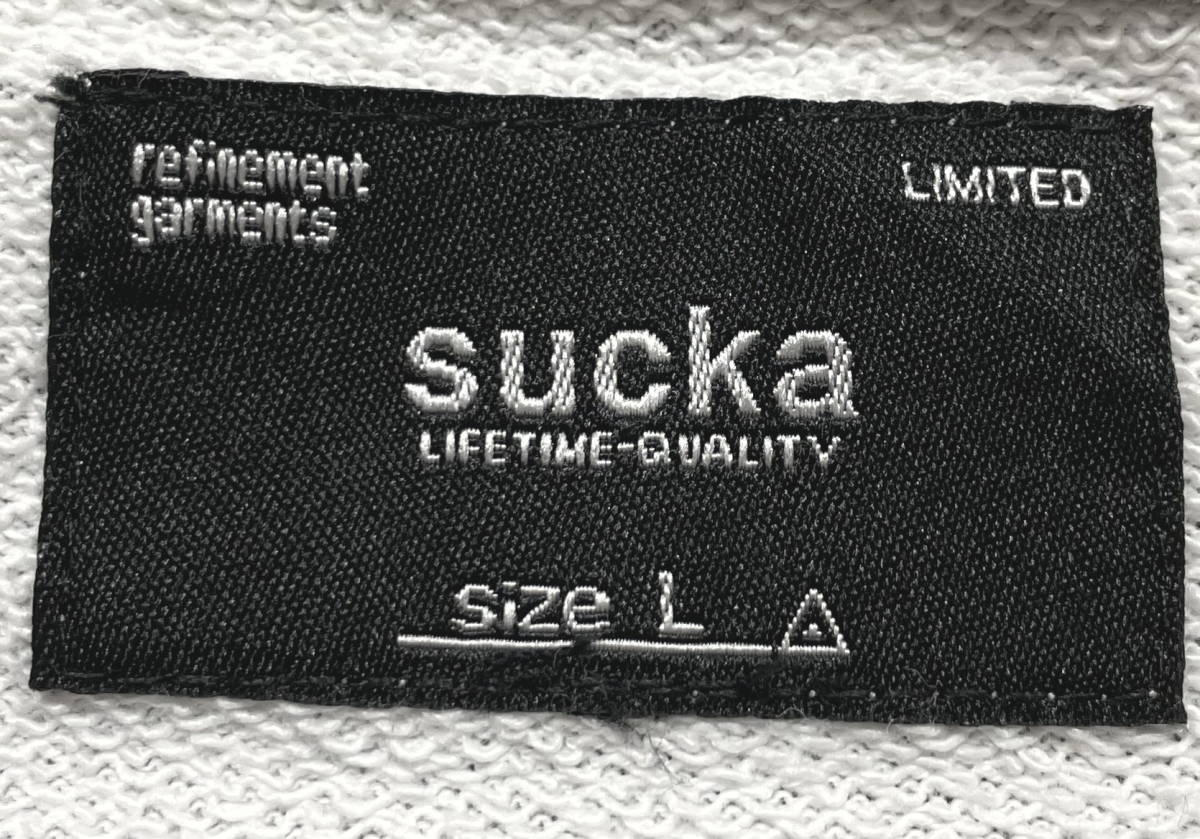 refinement
garments
LIMITED
sucka
LIFETIME-QUALITY
size L